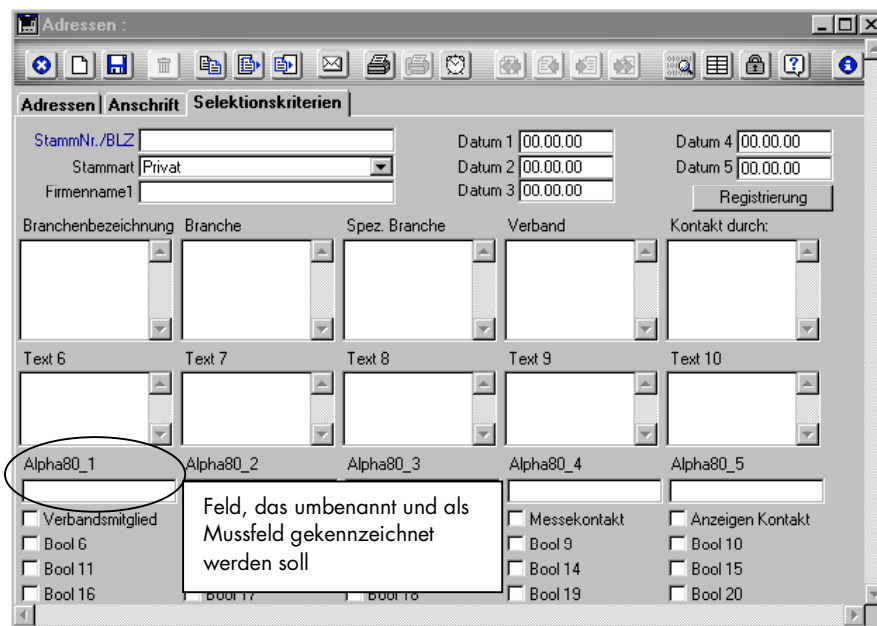 Adressen :
Adressen Anschrift Selektionskriterien
StammNr./BLZ Datum 1 00.00.00 Datum 4 00.00.00
Stammart Privat Datum 2 00.00.00 Datum 5 00.00.00
Firmenname1 Datum 3 00.00.00 Registrierung
Branchenbezeichnung Branche Spez. Branche Verband Kontakt durch:
Text 6 Text 7 Text 8 Text 9 Text 10
Alpha80_1 Alpha80_2 Alpha80_3 Alpha80_4 Alpha80_5
Feld, das umbenannt und als
Mussfeld gekennzeichnet
werden soll
Verbandsmitglied Messekontakt Anzeigen Kontakt
Bool 6 Bool 9 Bool 10
Bool 11 Bool 14 Bool 15
Bool 16 Bool 17 Bool 18 Bool 19 Bool 20